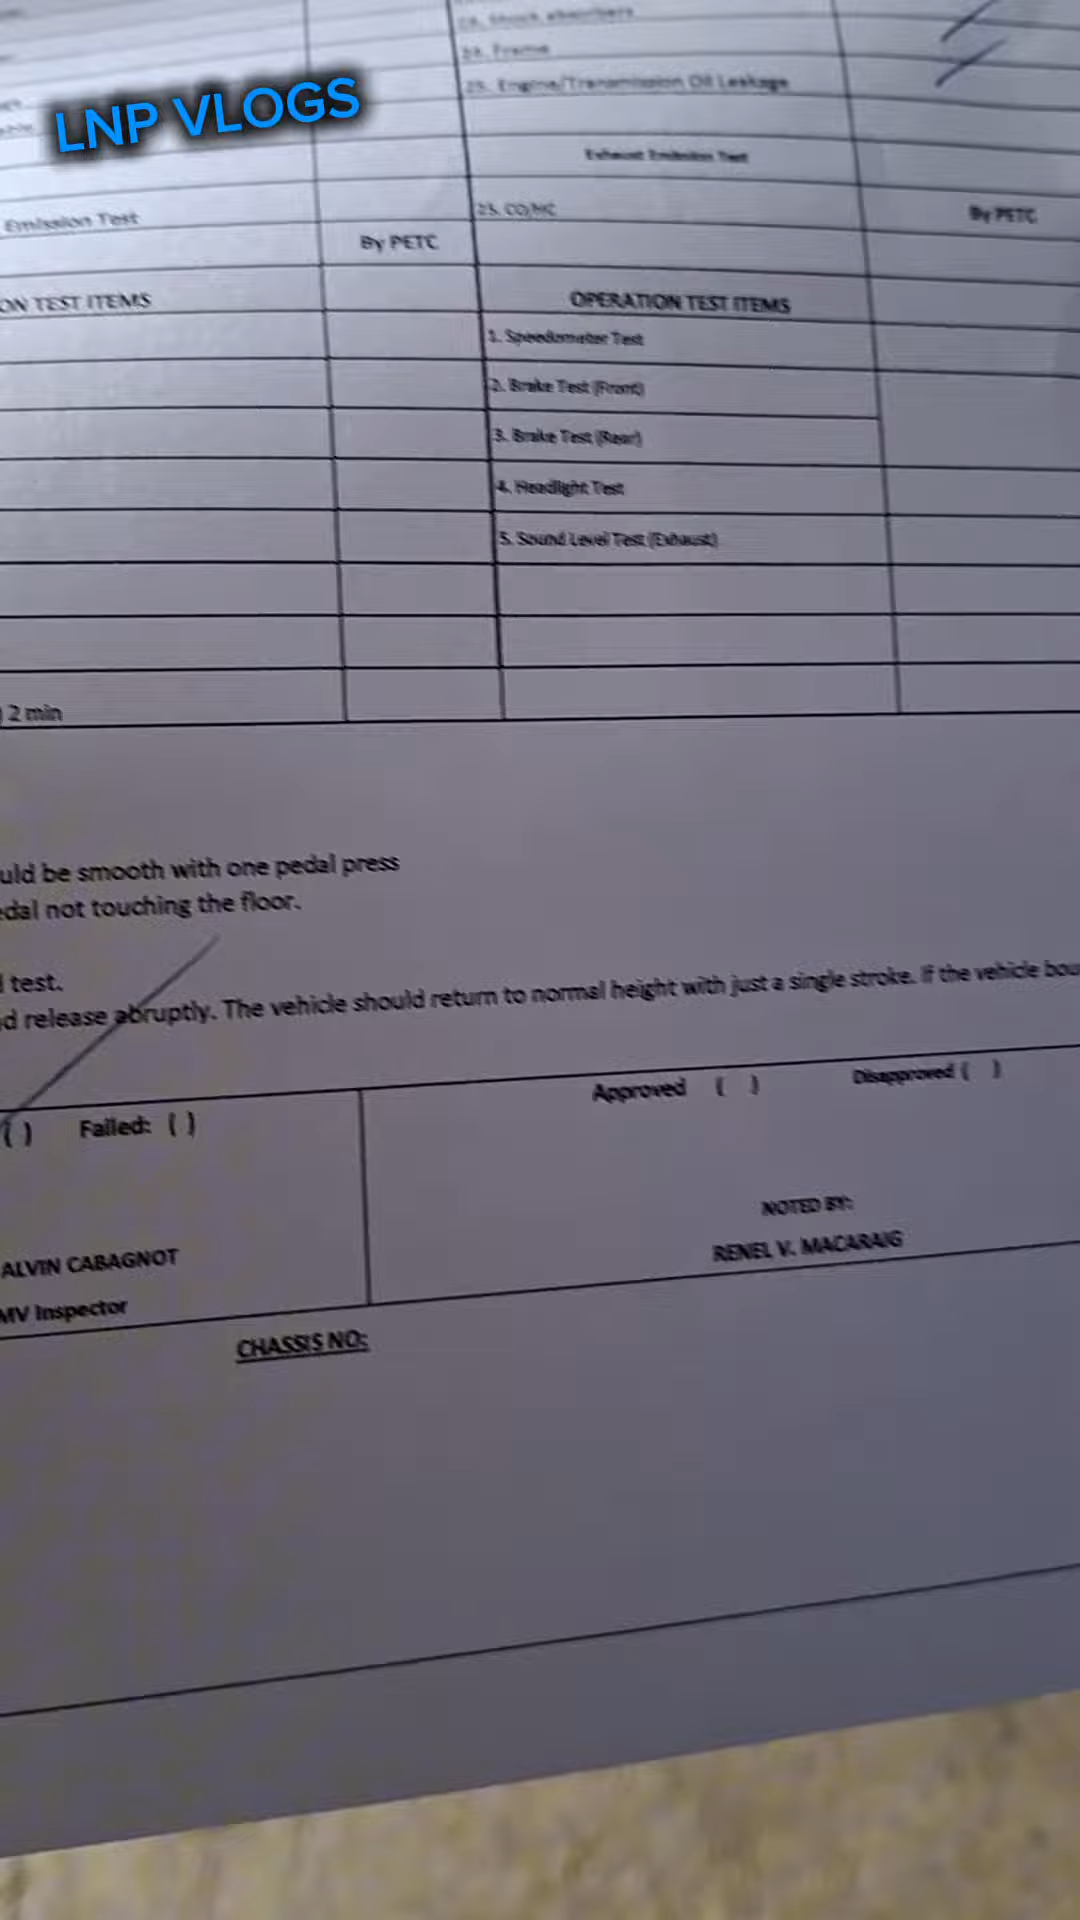 LNP VLOGS
Shock absorbers
24. Frame
25. Engine/Transmission Oil Leakage
Exhaust Emission Test
Emission Test
25. CO/HC
By PETC
By PETC
ON TEST ITEMS
OPERATION TEST ITEMS
1. Speedometer Test
2. Brake Test (Front)
3. Brake Test (Rear)
4. Headlight Test
5. Sound Level Test (Exhaust)
) 2 min
uld be smooth with one pedal press
edal not touching the floor.
l test.
d release abruptly. The vehicle should return to normal height with just a single stroke. If the vehicle bou
( ) Failed: ( )
Approved ( ) Disapproved ( )
NOTED BY:
ALVIN CABAGNOT
RENEL V. MACARAIG
MV Inspector
CHASSIS NO: